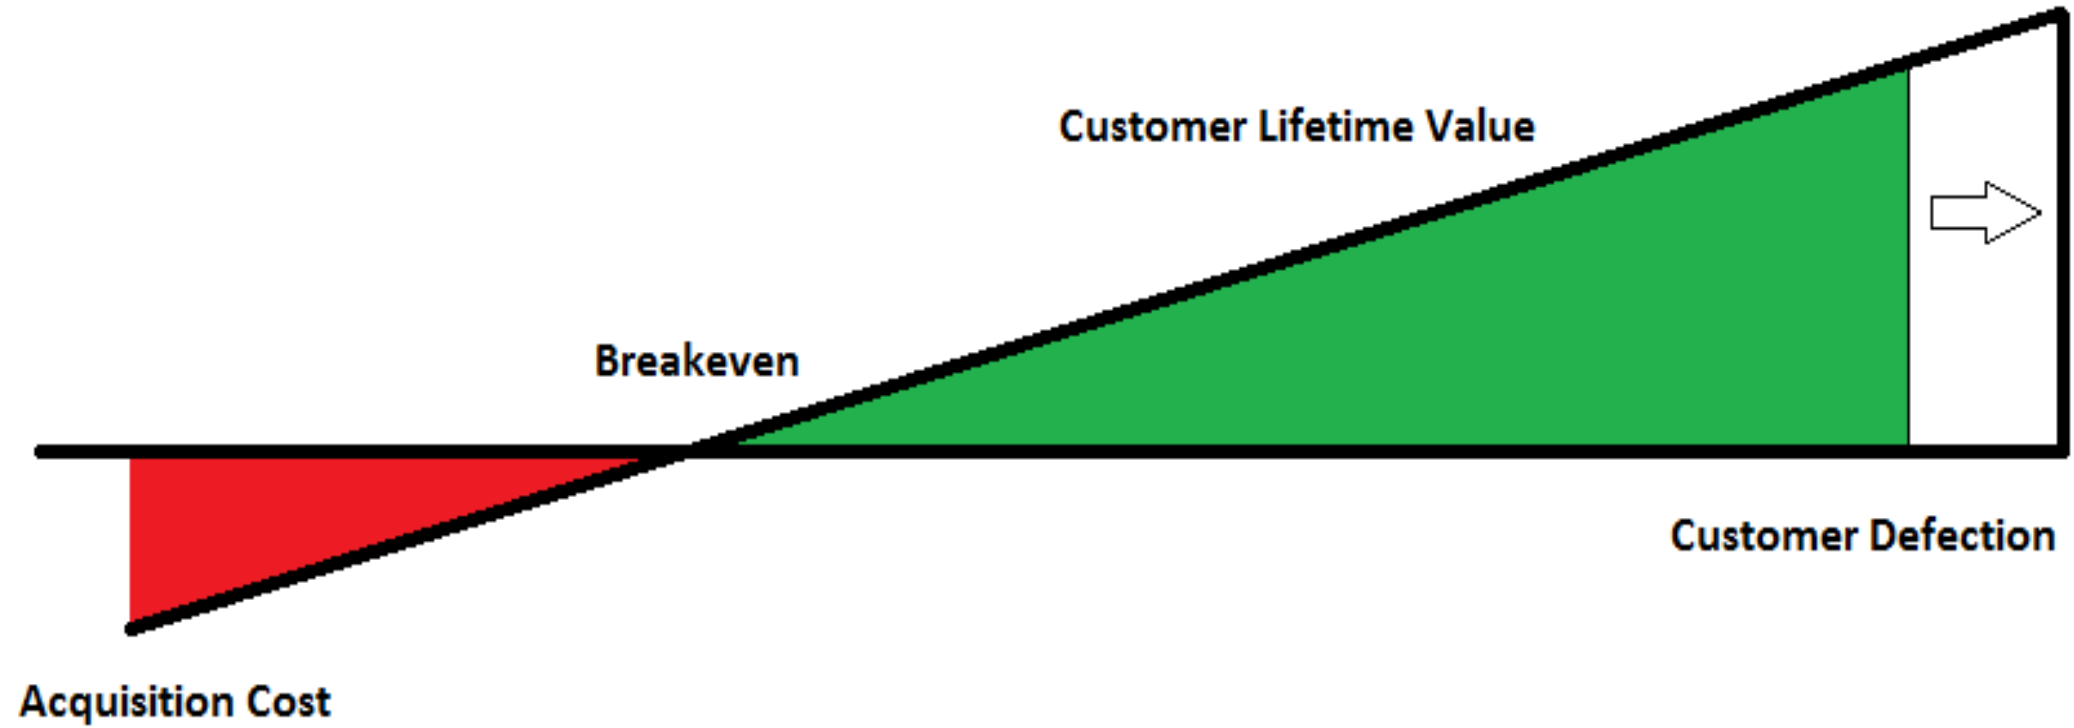 Customer Lifetime Value
Breakeven
Customer Defection
Acquisition Cost